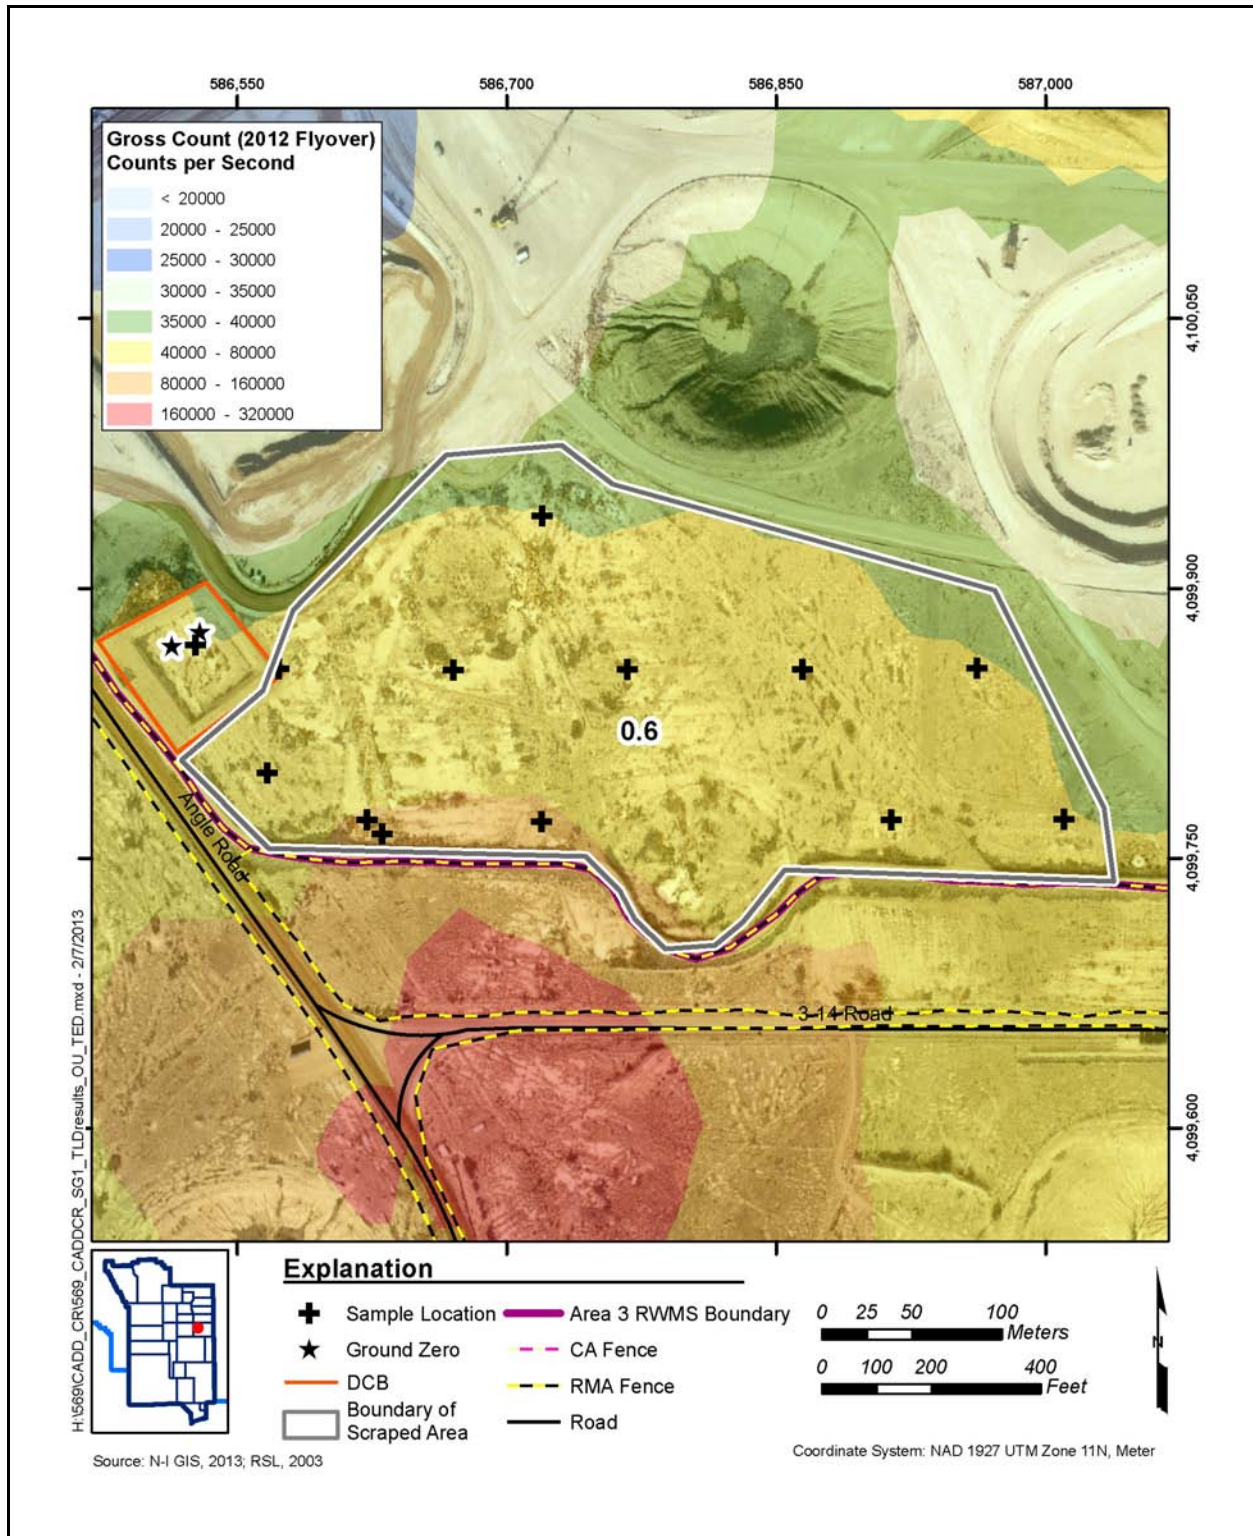 586,550
586,700
586,850
587,000
Gross Count (2012 Flyover)
Counts per Second
< 20000
20000 - 25000
25000 - 30000
30000 - 35000
35000 - 40000
40000 - 80000
80000 - 160000
160000 - 320000
4,100,050
4,099,900
4,099,750
4,099,600
0.6
Angle Road
3-14 Road
H:\569\CADD_CR\569_CADDCR_SG1_TLDresults_OU_TED.mxd - 2/7/2013
Explanation
Sample Location
Ground Zero
DCB
Boundary of
Scraped Area
Area 3 RWMS Boundary
CA Fence
RMA Fence
Road
0 25 50 100
Meters
0 100 200 400
Feet
N
Source: N-I GIS, 2013; RSL, 2003
Coordinate System: NAD 1927 UTM Zone 11N, Meter